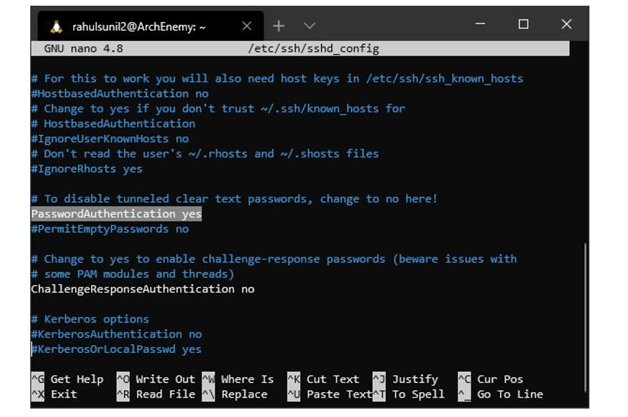 rahulsunil2@ArchEnemy: ~
GNU nano 4.8 /etc/ssh/sshd_config
# For this to work you will also need host keys in /etc/ssh/ssh_known_hosts
#HostbasedAuthentication no
# Change to yes if you don't trust ~/.ssh/known_hosts for
# HostbasedAuthentication
#IgnoreUserKnownHosts no
# Don't read the user's ~/.rhosts and ~/.shosts files
#IgnoreRhosts yes
# To disable tunneled clear text passwords, change to no here!
PasswordAuthentication yes
#PermitEmptyPasswords no
# Change to yes to enable challenge-response passwords (beware issues with
# some PAM modules and threads)
ChallengeResponseAuthentication no
# Kerberos options
#KerberosAuthentication no
#KerberosOrLocalPasswd yes
^G Get Help ^O Write Out ^W Where Is ^K Cut Text ^J Justify ^C Cur Pos
^X Exit ^R Read File ^\ Replace ^U Paste Text ^T To Spell ^_ Go To Line